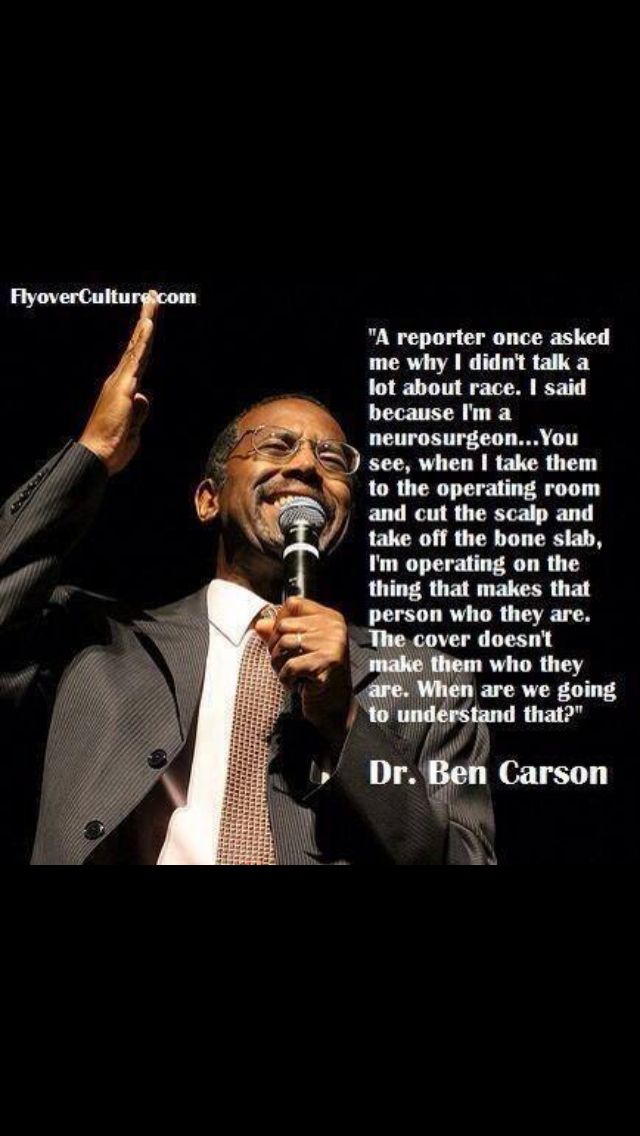 FlyoverCulture.com
"A reporter once asked
me why I didn't talk a
lot about race. I said
because I'm a
neurosurgeon...You
see, when I take them
to the operating room
and cut the scalp and
take off the bone slab,
I'm operating on the
thing that makes that
person who they are.
The cover doesn't
make them who they
are. When are we going
to understand that?"
Dr. Ben Carson